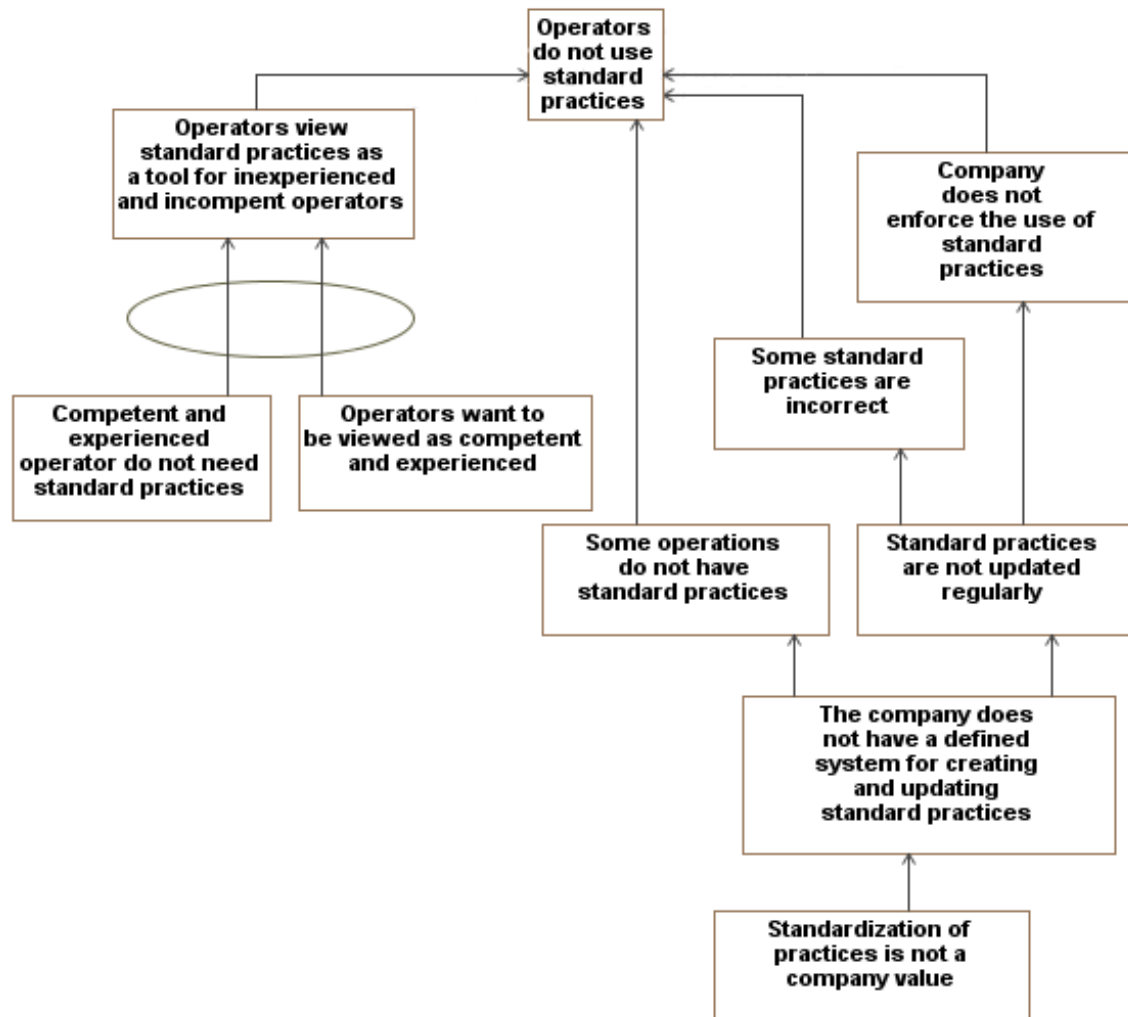 Operators
do not use
standard
practices
Operators view
standard practices as
a tool for inexperienced
and incompent operators
Company
does not
enforce the use of
standard
practices
Some standard
practices are
incorrect
Competent and
experienced
operator do not need
standard practices
Operators want to
be viewed as competent
and experienced
Some operations
do not have
standard practices
Standard practices
are not updated
regularly
The company does
not have a defined
system for creating
and updating
standard practices
Standardization of
practices is not a
company value